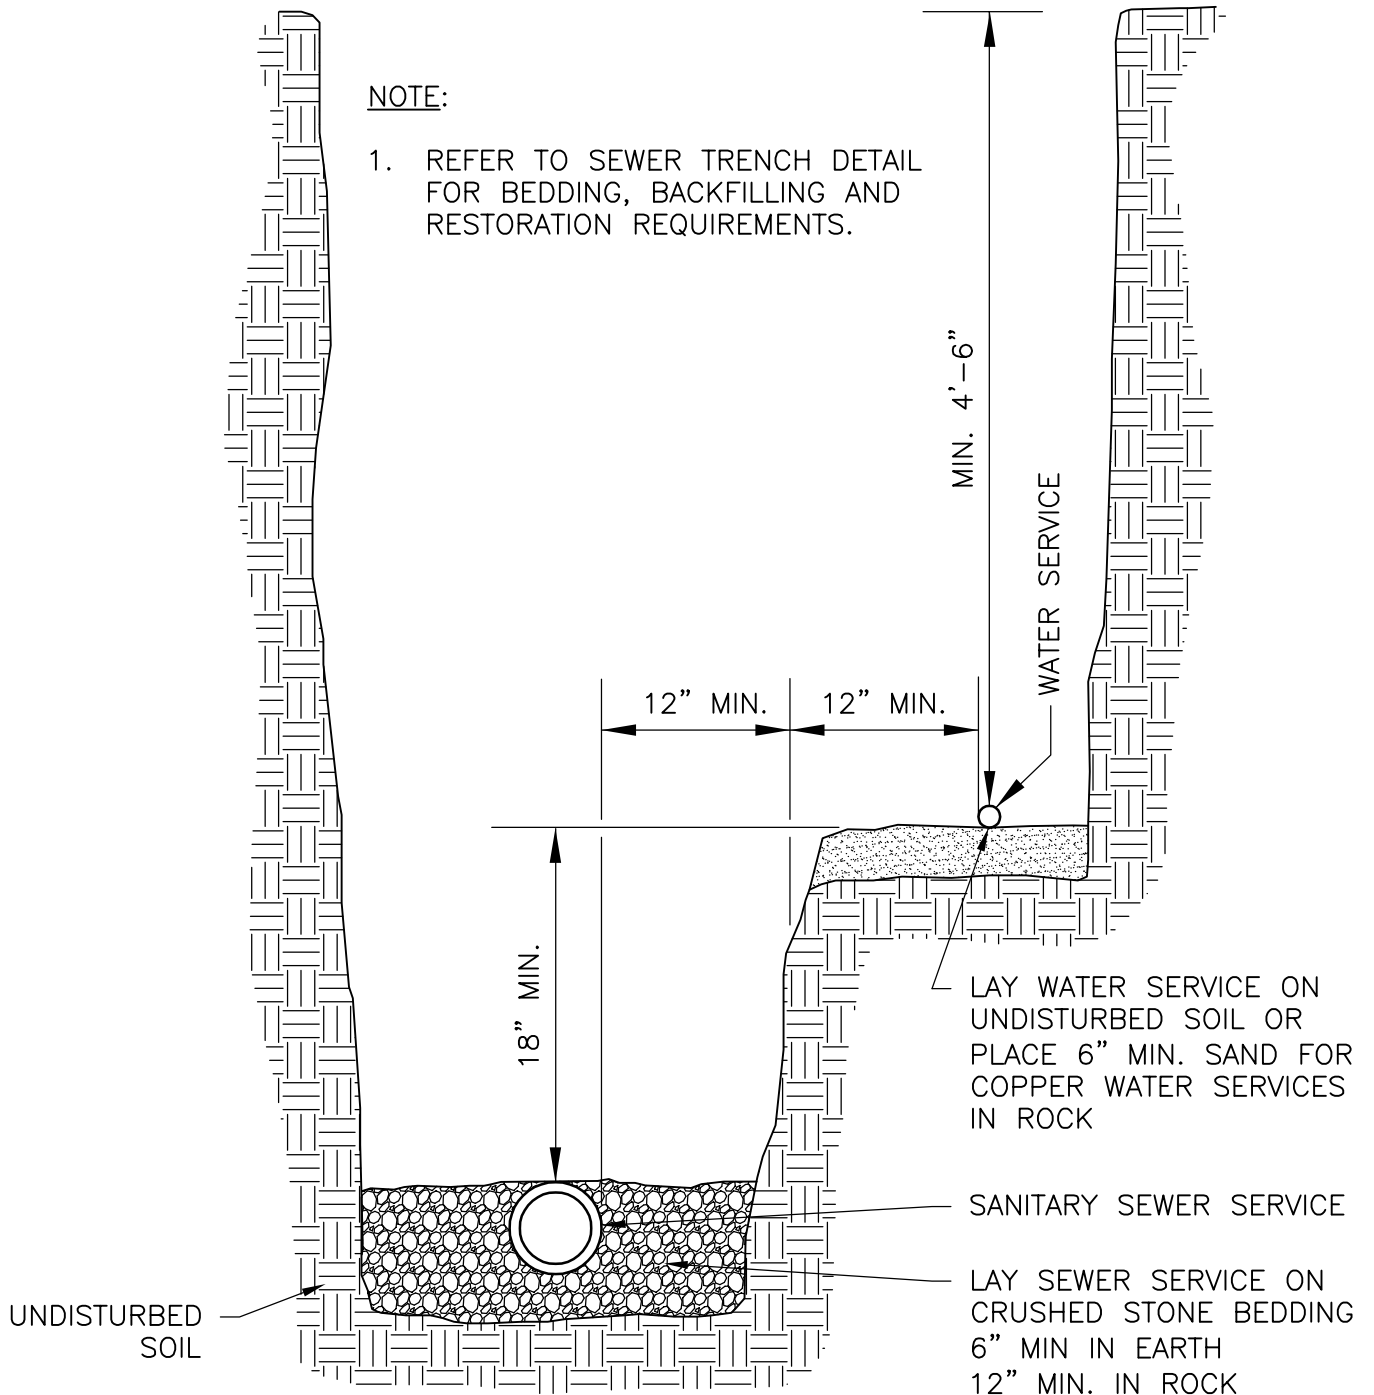 NOTE:
1. REFER TO SEWER TRENCH DETAIL
FOR BEDDING, BACKFILLING AND
RESTORATION REQUIREMENTS.
MIN. 4'-6"
WATER SERVICE
12" MIN.
12" MIN.
18" MIN.
LAY WATER SERVICE ON
UNDISTURBED SOIL OR
PLACE 6" MIN. SAND FOR
COPPER WATER SERVICES
IN ROCK
SANITARY SEWER SERVICE
LAY SEWER SERVICE ON
CRUSHED STONE BEDDING
6" MIN IN EARTH
12" MIN. IN ROCK
UNDISTURBED
SOIL